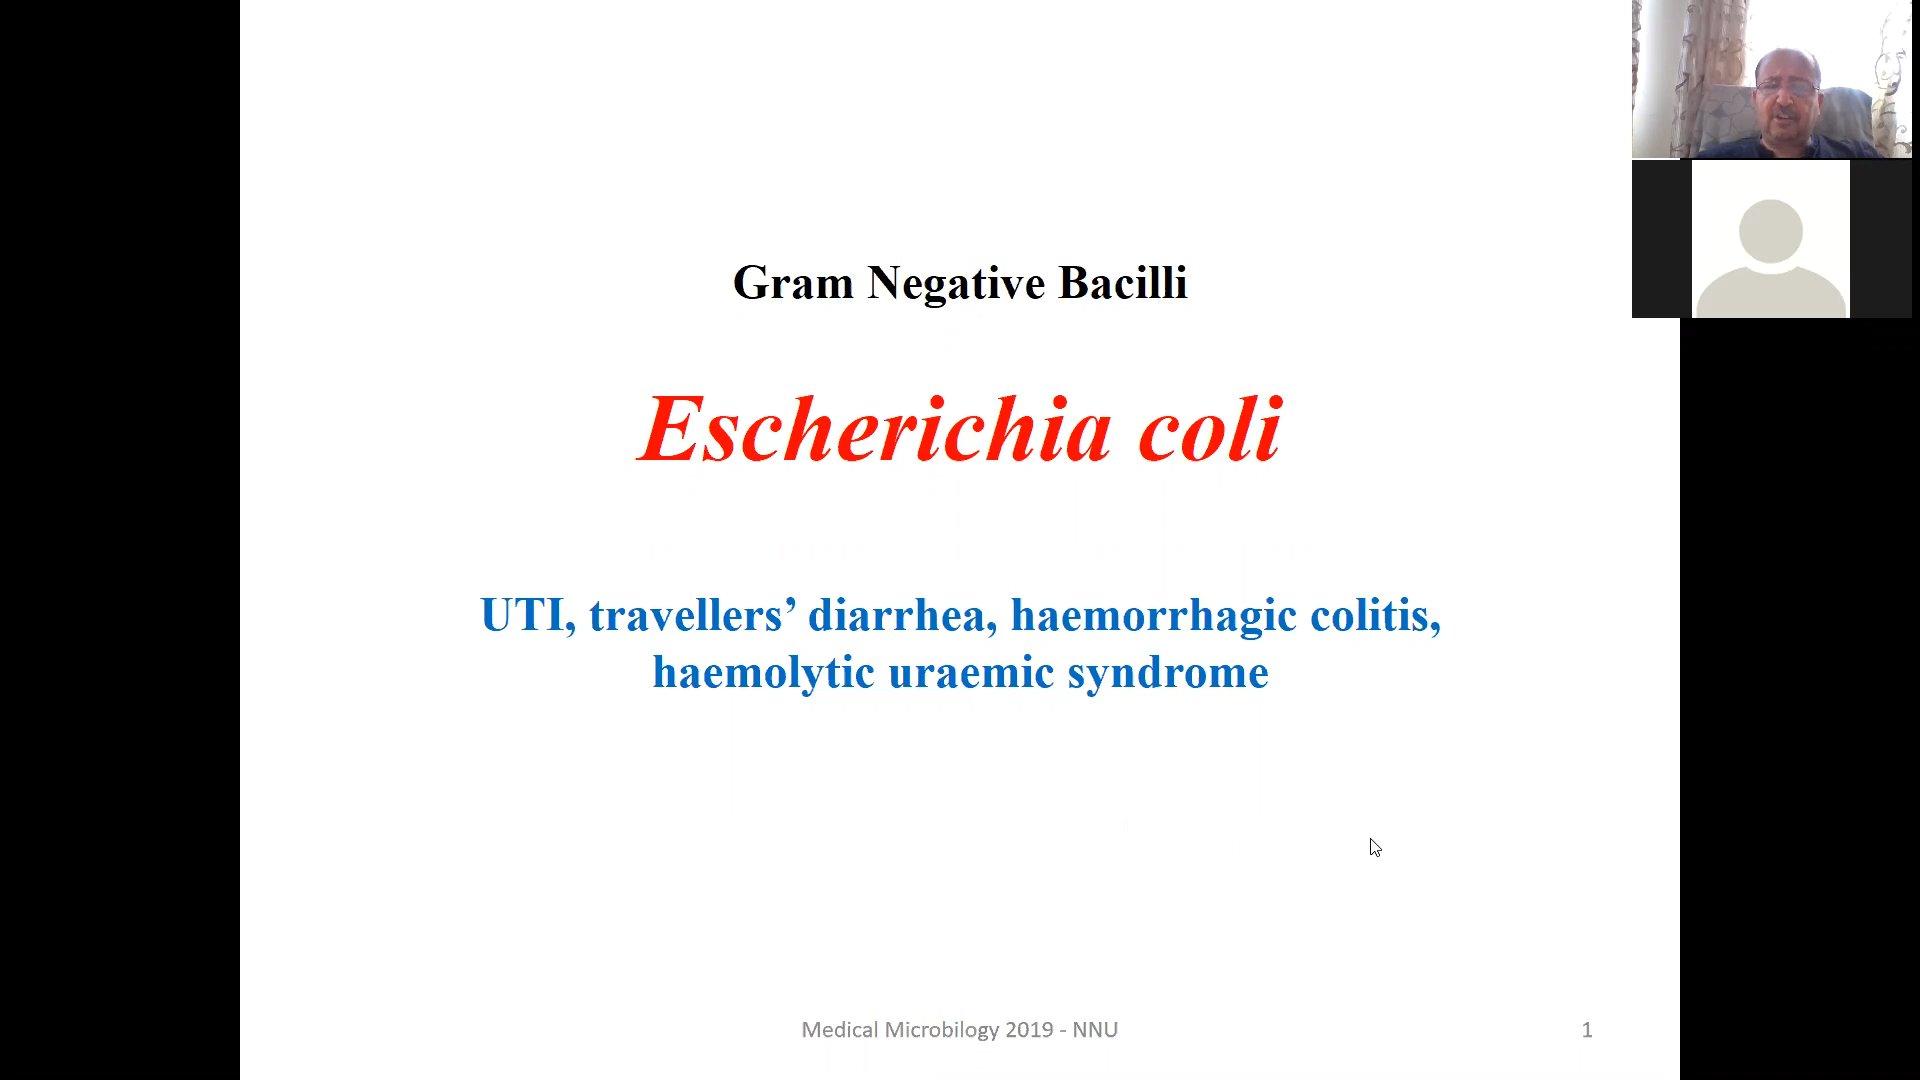 Gram Negative Bacilli
Escherichia coli
UTI, travellers’ diarrhea, haemorrhagic colitis,
haemolytic uraemic syndrome
Medical Microbilogy 2019 - NNU
1